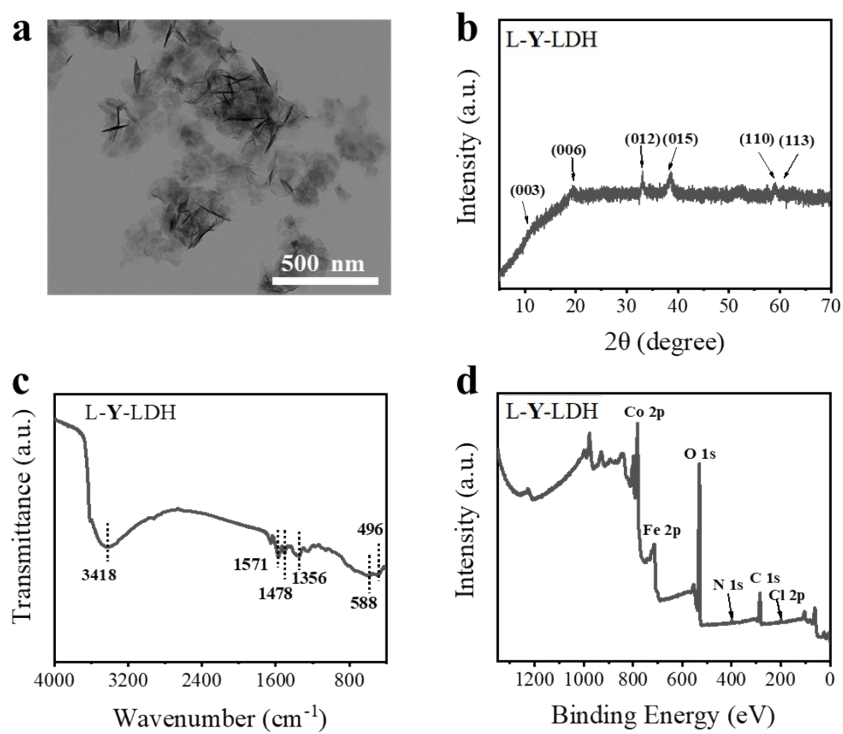 a
500 nm
b
L-Y-LDH
(003)
(006)
(012)
(015)
(110)
(113)
Intensity (a.u.)
10
20
30
40
50
60
70
2θ (degree)
c
L-Y-LDH
3418
1571
1478
1356
588
496
Transmittance (a.u.)
4000
3200
2400
1600
800
Wavenumber (cm⁻¹)
d
L-Y-LDH
Co 2p
O 1s
Fe 2p
N 1s
C 1s
Cl 2p
Intensity (a.u.)
1200
1000
800
600
400
200
0
Binding Energy (eV)